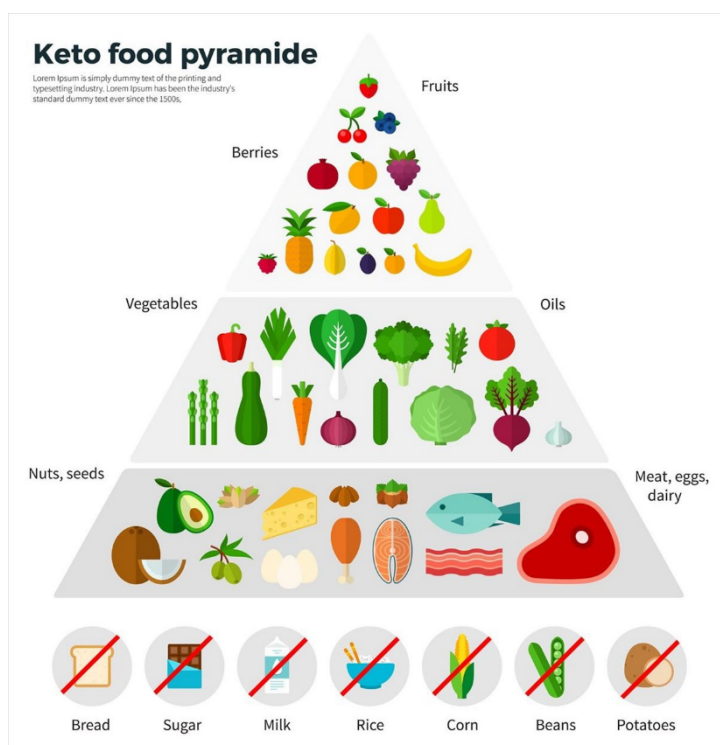 Keto food pyramide
Lorem Ipsum is simply dummy text of the printing and
typesetting industry. Lorem Ipsum has been the industry's
standard dummy text ever since the 1500s,
Fruits
Berries
Vegetables
Oils
Nuts, seeds
Meat, eggs,
dairy
Bread
Sugar
Milk
Rice
Corn
Beans
Potatoes